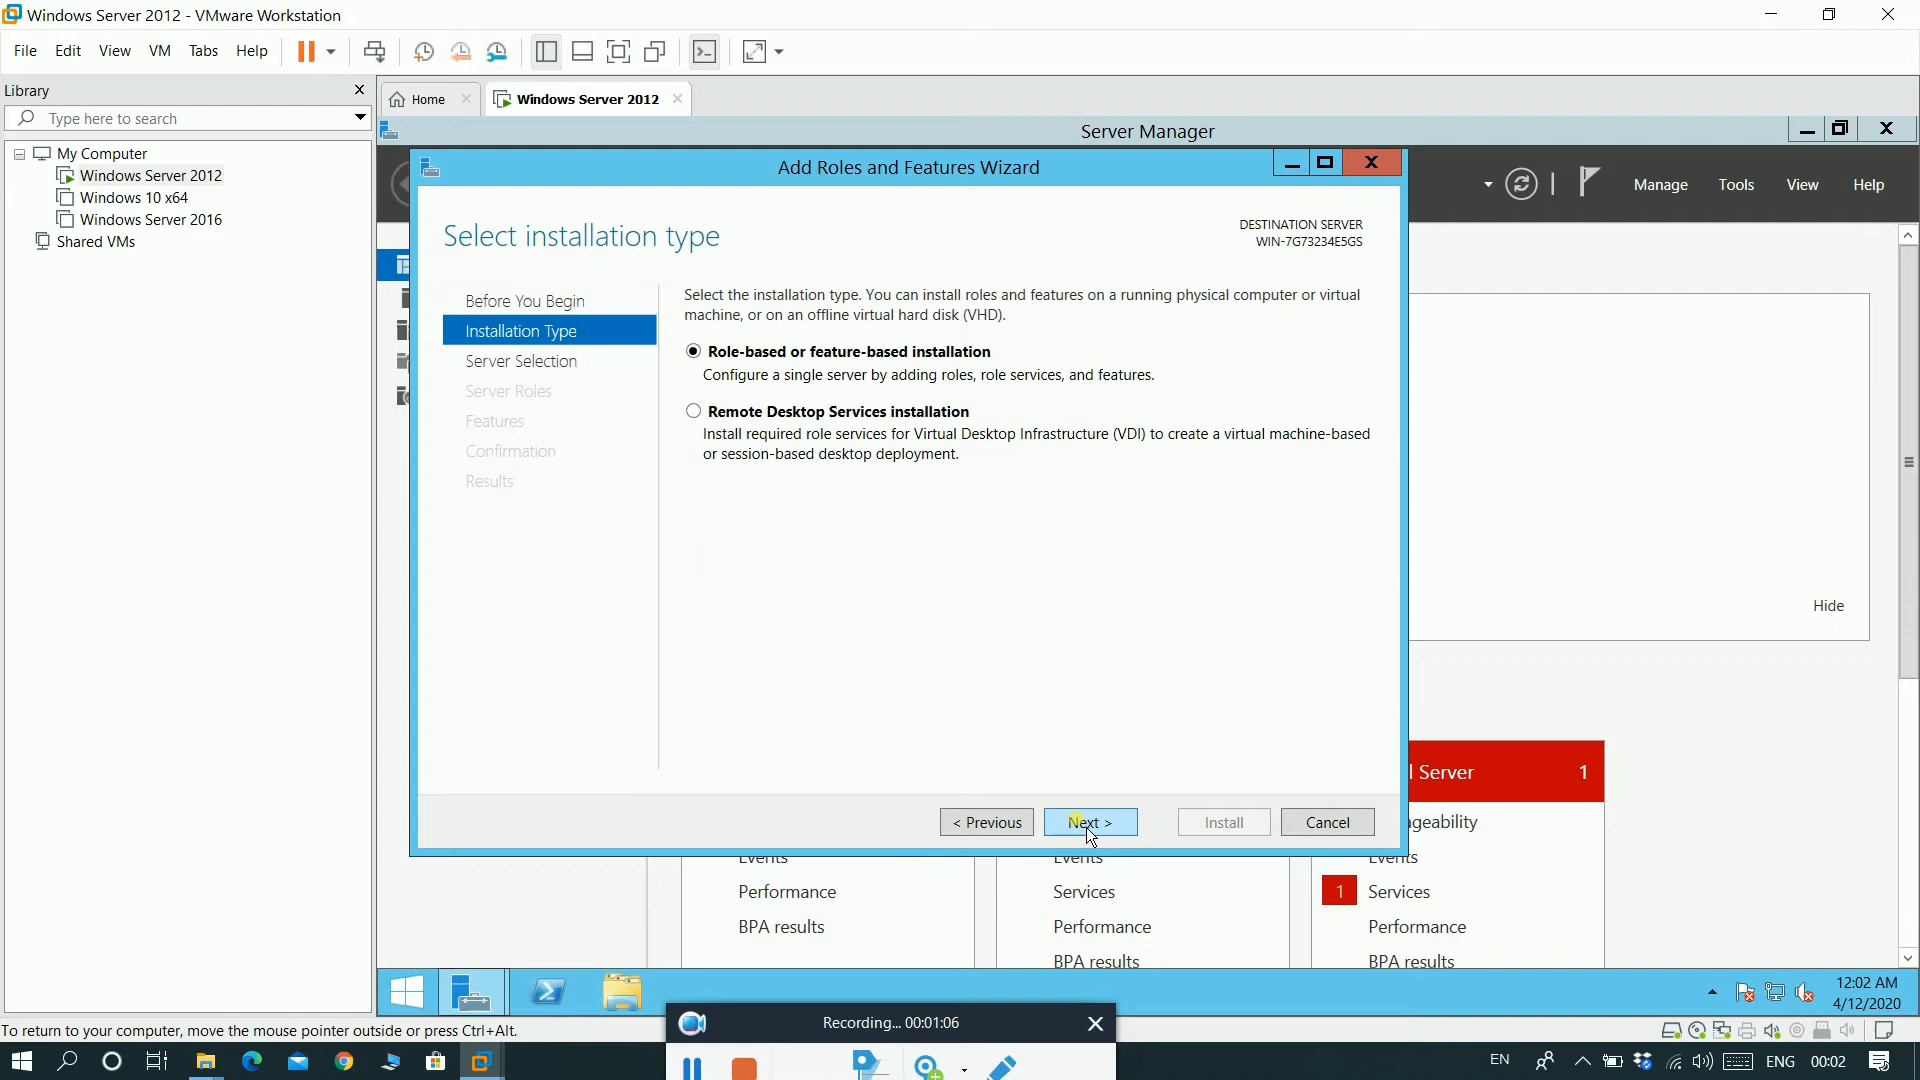 Windows Server 2012 - VMware Workstation
File Edit View VM Tabs Help
Library
Type here to search
My Computer
Windows Server 2012
Windows 10 x64
Windows Server 2016
Shared VMs
Home
Windows Server 2012
Server Manager
Manage Tools View Help
Add Roles and Features Wizard
Select installation type
DESTINATION SERVER
WIN-7G73234E5GS
Before You Begin
Installation Type
Server Selection
Server Roles
Features
Confirmation
Results
Select the installation type. You can install roles and features on a running physical computer or virtual
machine, or on an offline virtual hard disk (VHD).
Role-based or feature-based installation
Configure a single server by adding roles, role services, and features.
Remote Desktop Services installation
Install required role services for Virtual Desktop Infrastructure (VDI) to create a virtual machine-based
or session-based desktop deployment.
< Previous
Next >
Install
Cancel
Hide
l Server 1
ageability
Events
Performance
BPA results
Events
Services
Performance
BPA results
Events
1 Services
Performance
BPA results
12:02 AM
4/12/2020
Recording... 00:01:06
To return to your computer, move the mouse pointer outside or press Ctrl+Alt.
EN
ENG
00:02